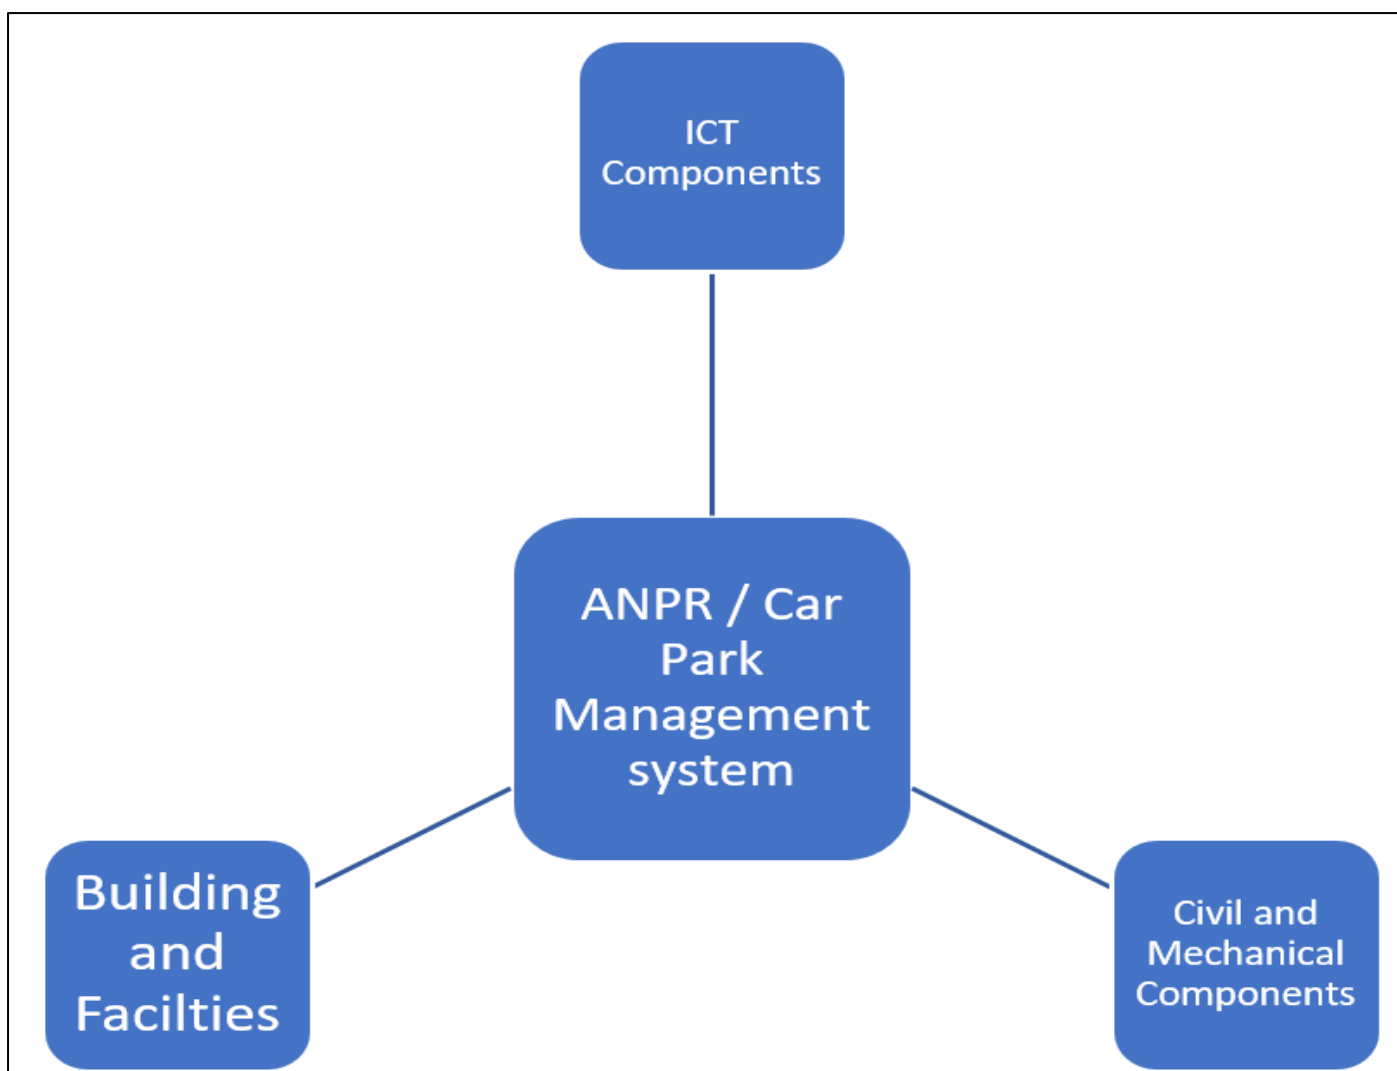 ICT
Components
ANPR / Car
Park
Management
system
Building
and
Facilties
Civil and
Mechanical
Components